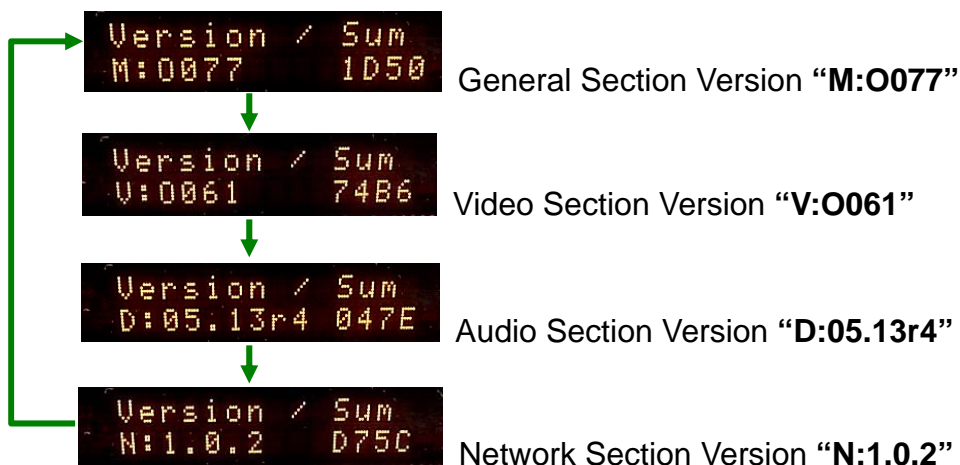 Version / Sum
M:O077 1D50
General Section Version “M:O077”
Version / Sum
V:O061 74B6
Video Section Version “V:O061”
Version / Sum
D:05.13r4 047E
Audio Section Version “D:05.13r4”
Version / Sum
N:1.0.2 D75C
Network Section Version “N:1.0.2”